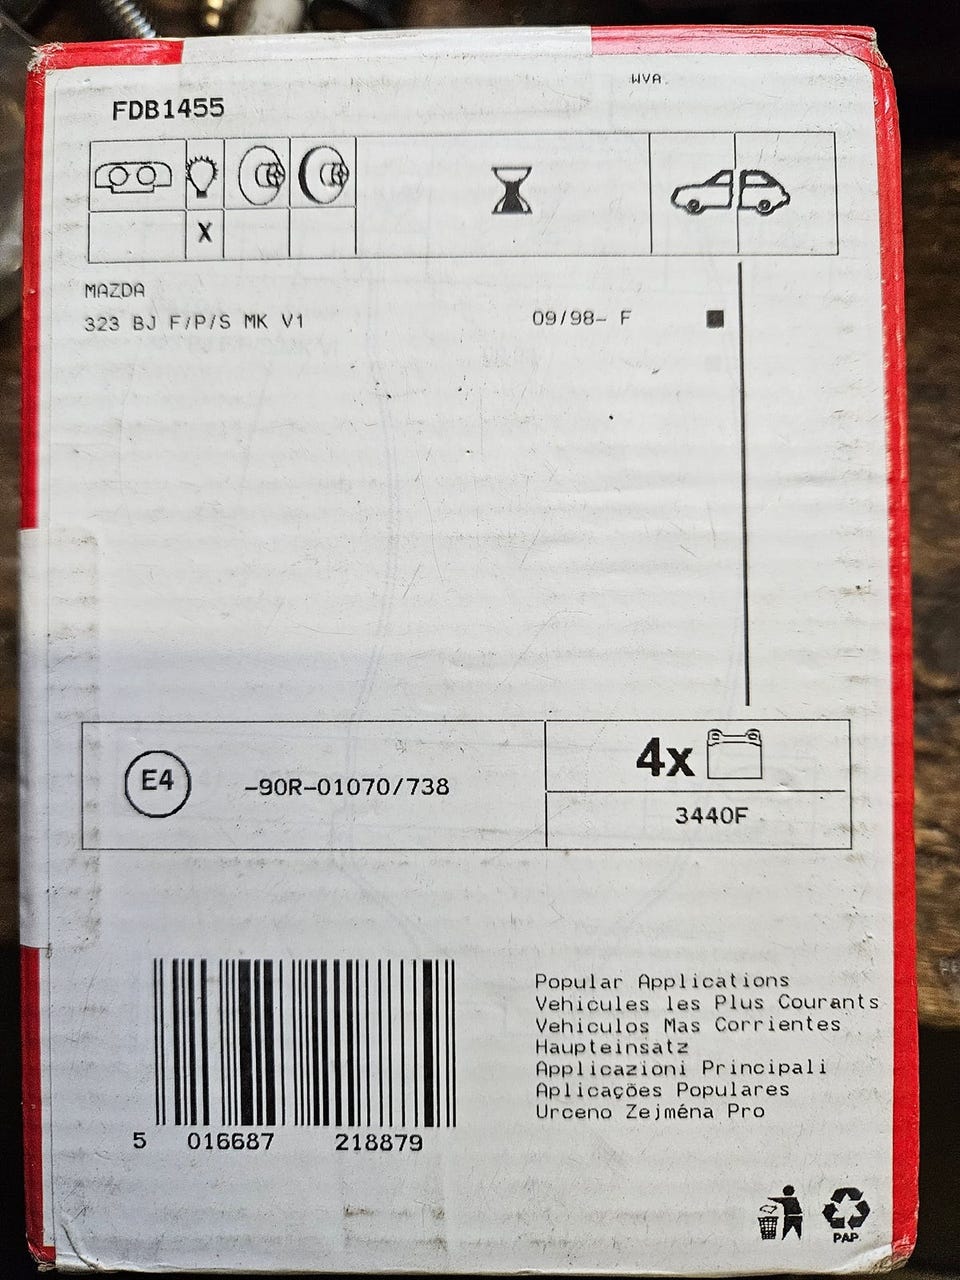 WVA.
FDB1455
X
MAZDA
323 BJ F/P/S MK V1 09/98- F
E4 -90R-01070/738
4x
3440F
Popular Applications
Vehicules les Plus Courants
Vehiculos Mas Corrientes
Haupteinsatz
Applicazioni Principali
Aplicações Populares
Urceno Zejména Pro
5 016687 218879
PAP